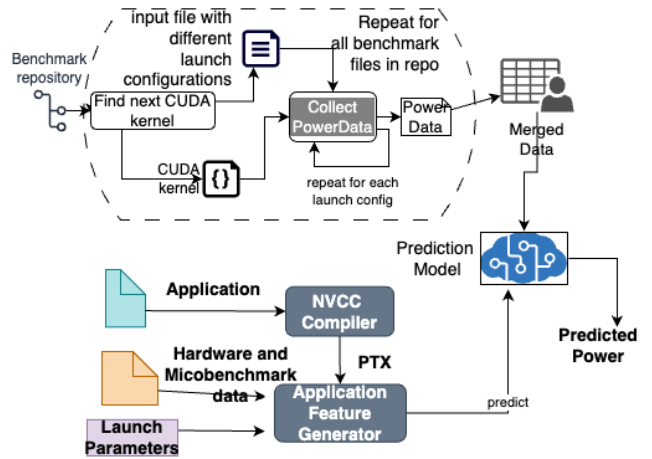 input file with
different
launch
configurations
Repeat for
all benchmark
files in repo
Benchmark
repository
Find next CUDA
kernel
Collect
PowerData
Power
Data
Merged
Data
CUDA
kernel
{}
repeat for each
launch config
Prediction
Model
Application
NVCC
Compiler
Predicted
Power
Hardware and
Micobenchmark
data
PTX
Application
Feature
Generator
predict
Launch
Parameters